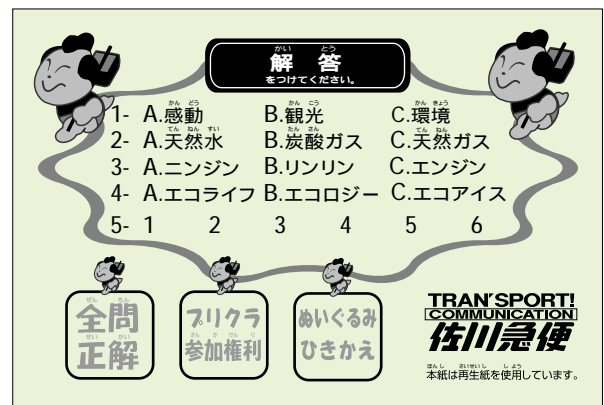 解答
をつけてください。
1- A.感動 B.観光 C.環境
2- A.天然水 B.炭酸ガス C.天然ガス
3- A.ニンジン B.リンリン C.エンジン
4- A.エコライフ B.エコロジー C.エコアイス
5- 1 2 3 4 5 6
全問
正解
プリクラ
参加権利
ぬいぐるみ
ひきかえ
TRAN'SPORT!
COMMUNICATION
佐川急便
本紙は再生紙を使用しています。